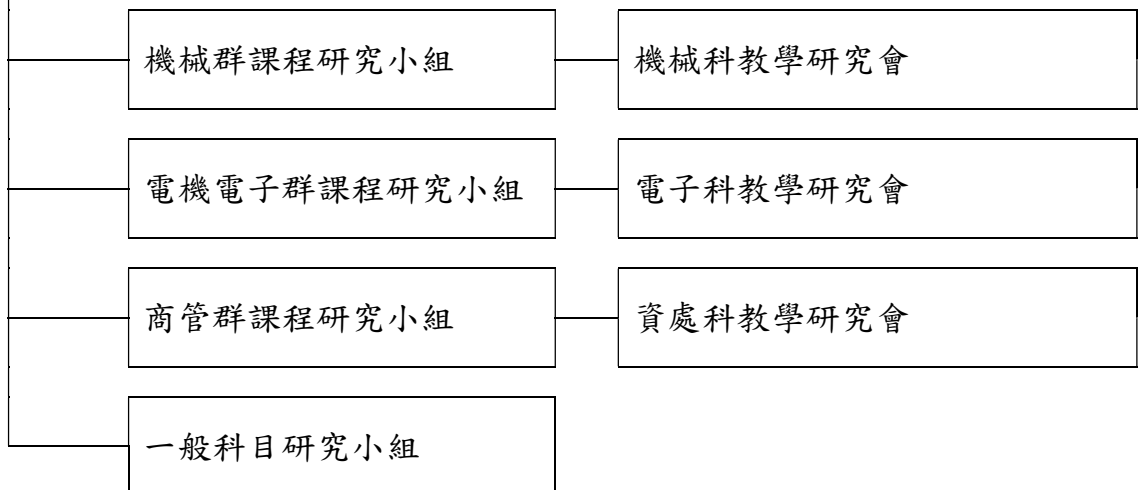 機械群課程研究小組
機械科教學研究會
電機電子群課程研究小組
電子科教學研究會
商管群課程研究小組
資處科教學研究會
一般科目研究小組